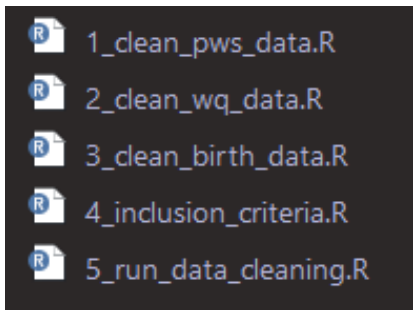 1_clean_pws_data.R
2_clean_wq_data.R
3_clean_birth_data.R
4_inclusion_criteria.R
5_run_data_cleaning.R